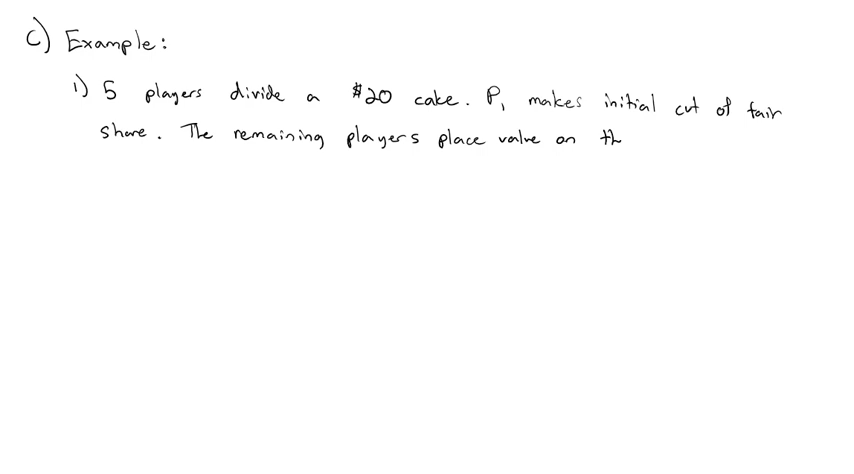 C) Example:
1) 5 players divide a $20 cake. P₁ makes initial cut of fair
share. The remaining players place value on th